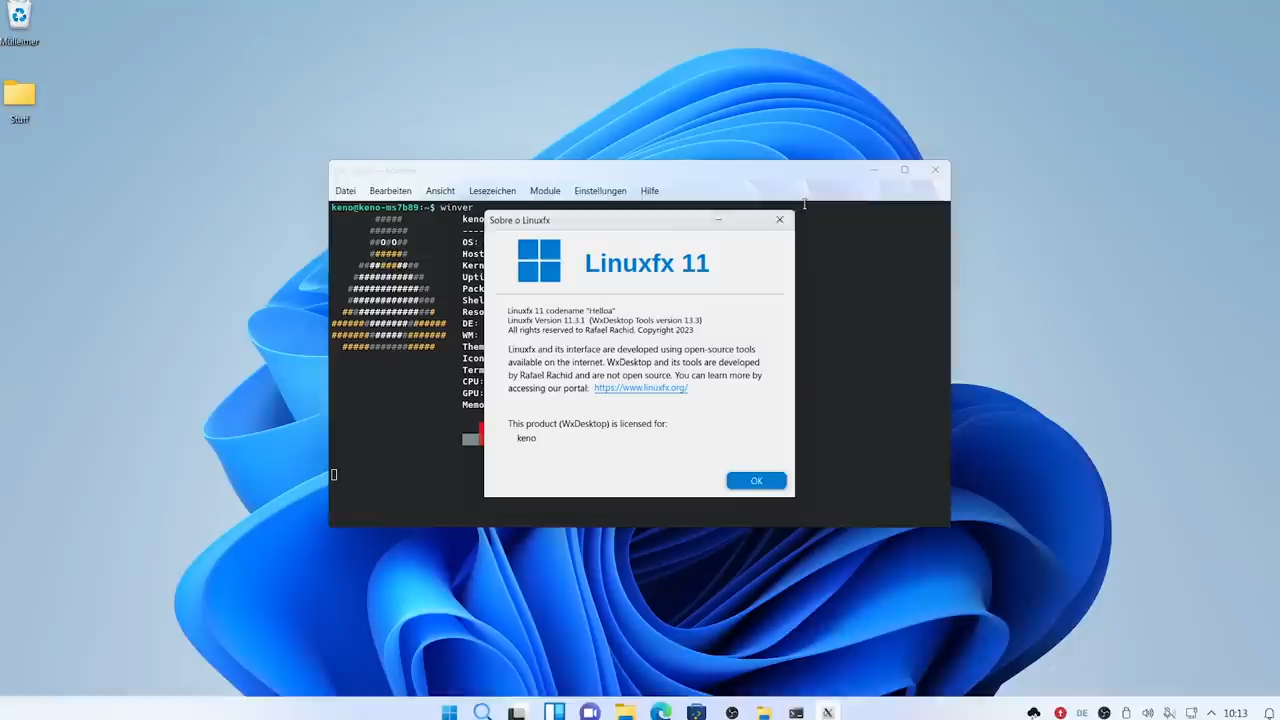 Mülleimer
Stuff
Datei Bearbeiten Ansicht Lesezeichen Module Einstellungen Hilfe
keno@keno-ms7b89:~$ winver
keno
OS:
Host
Kern
Upti
Pack
Shel
Reso
DE:
WM:
Them
Icon
Term
CPU:
GPU:
Memo
Sobre o Linuxfx
Linuxfx 11
Linuxfx 11 codename "Helloa"
Linuxfx Version 11.3.1 (WxDesktop Tools version 13.3)
All rights reserved to Rafael Rachid. Copyright 2023
Linuxfx and its interface are developed using open-source tools
available on the internet. WxDesktop and its tools are developed
by Rafael Rachid and are not open source. You can learn more by
accessing our portal: https://www.linuxfx.org/
This product (WxDesktop) is licensed for:
keno
OK
DE
10:13